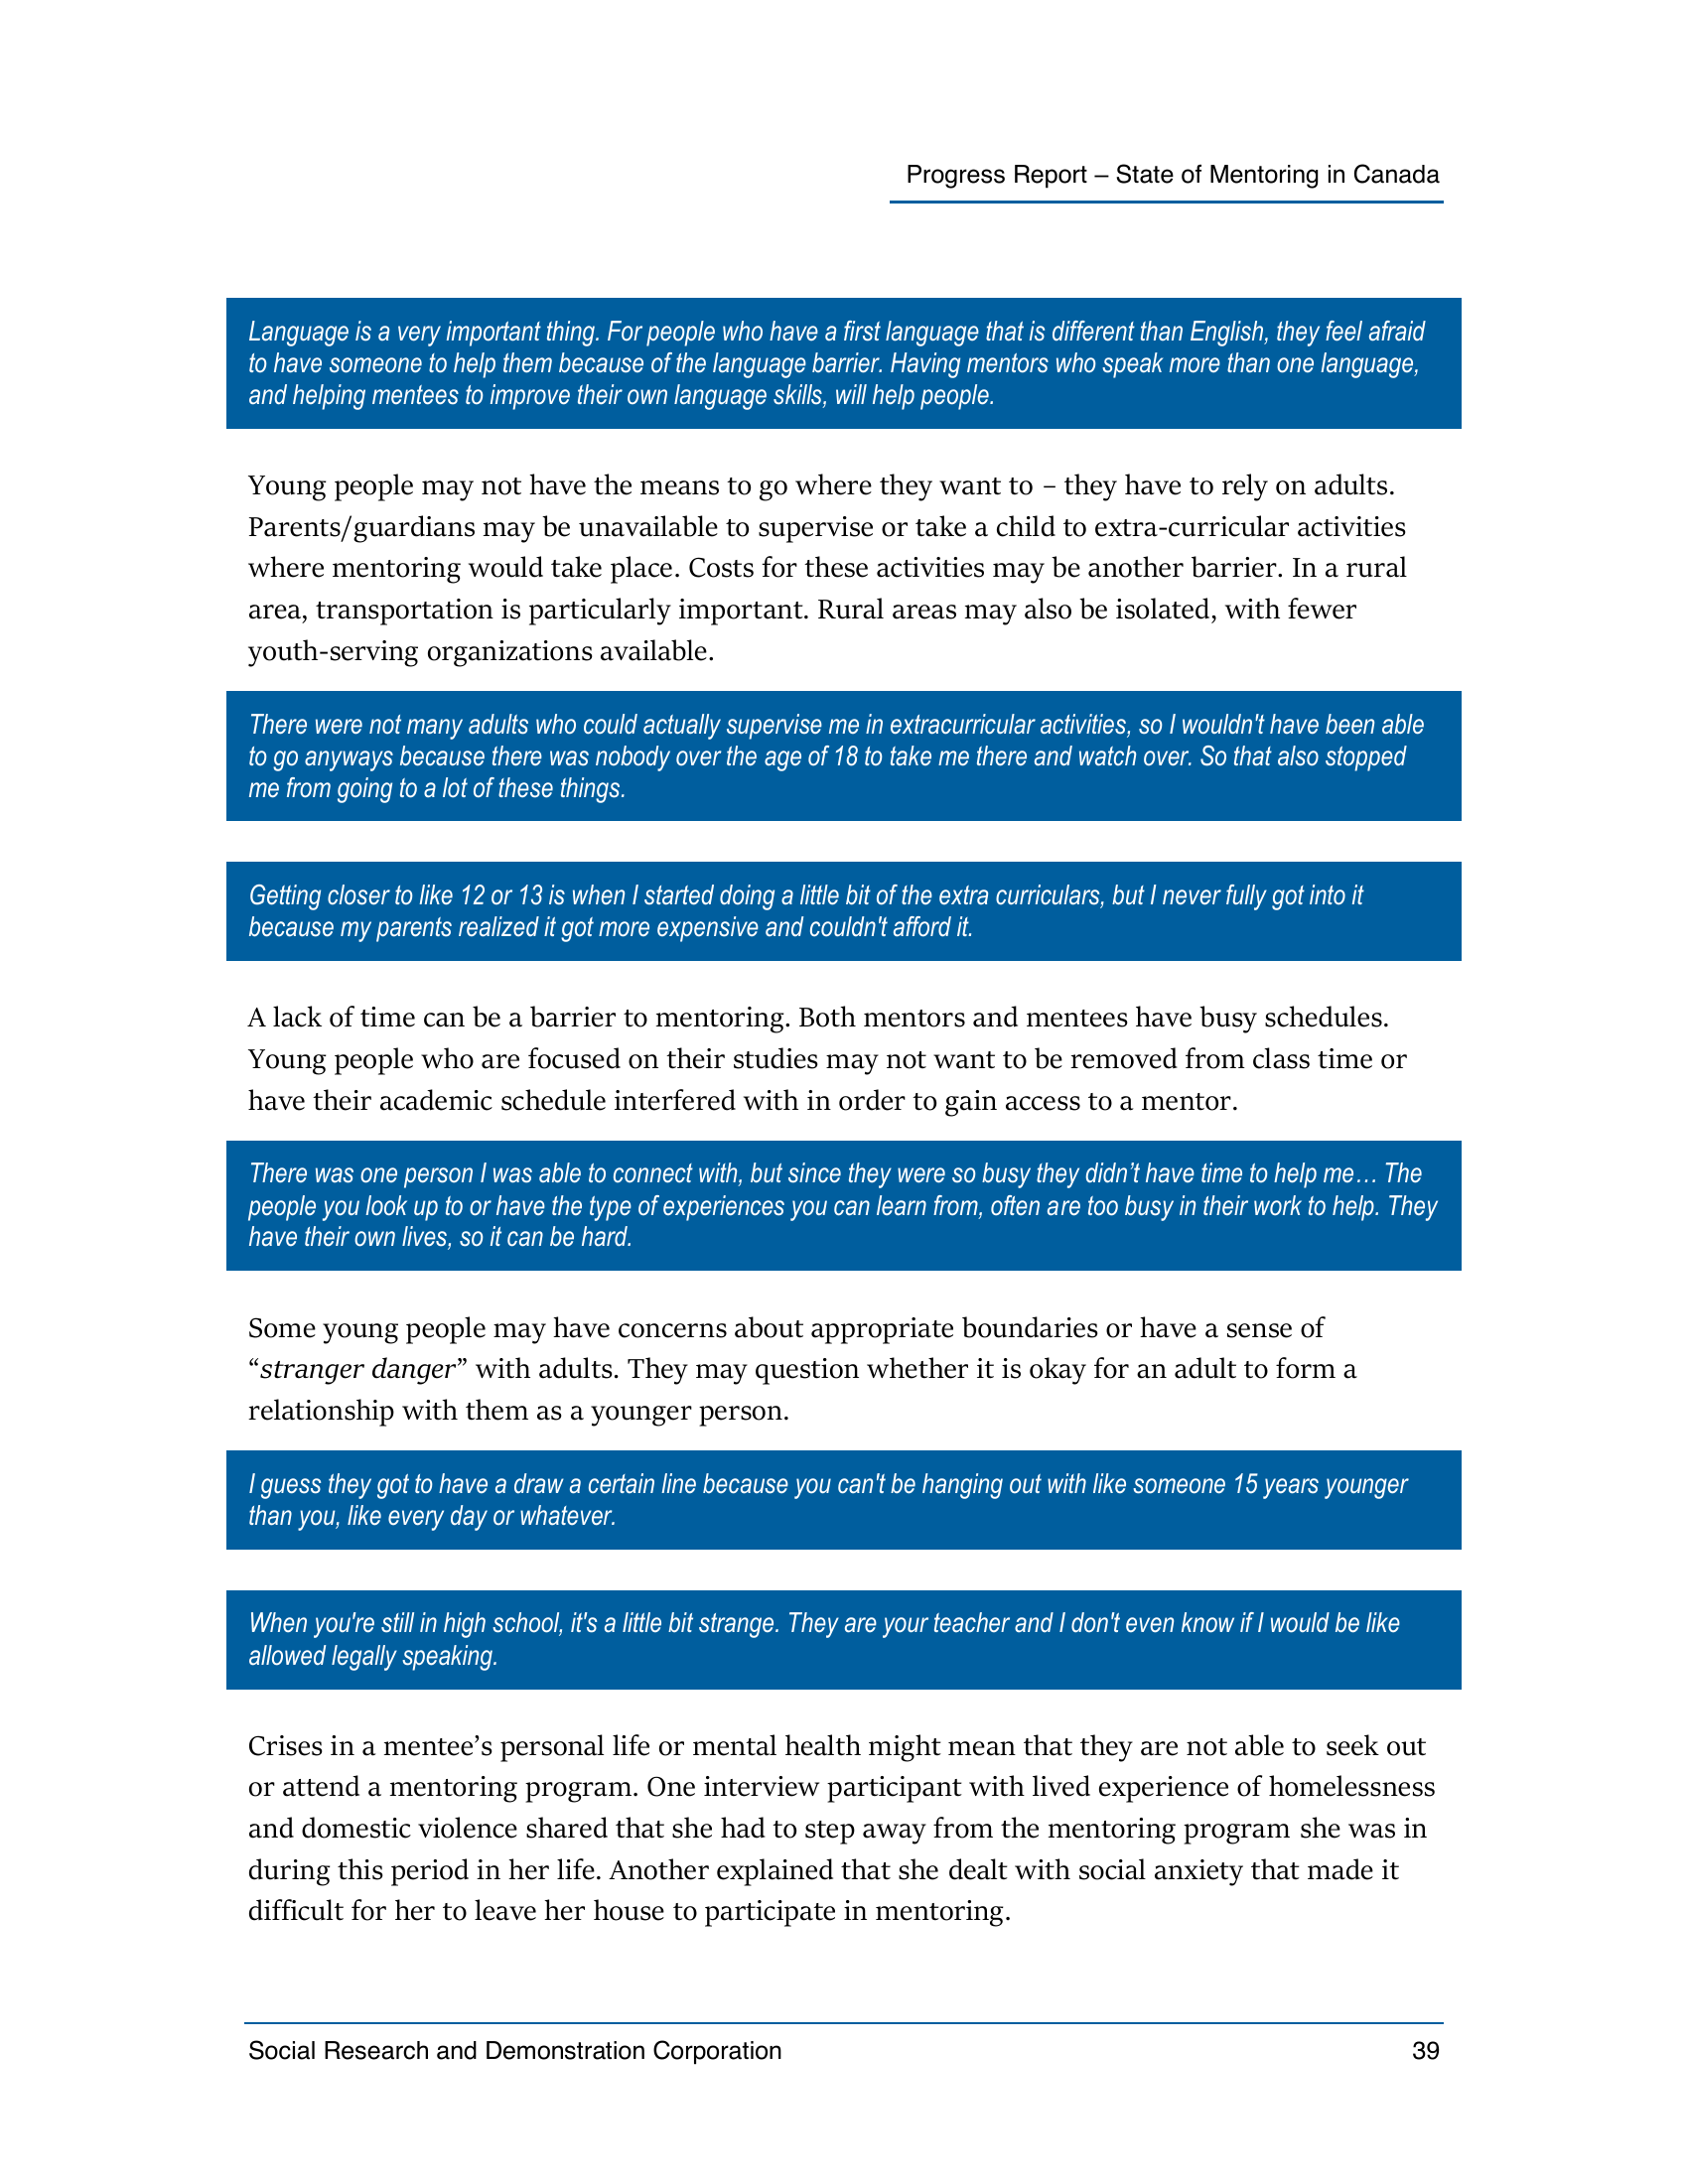 Progress Report – State of Mentoring in Canada
Language is a very important thing. For people who have a first language that is different than English, they feel afraid
to have someone to help them because of the language barrier. Having mentors who speak more than one language,
and helping mentees to improve their own language skills, will help people.
Young people may not have the means to go where they want to – they have to rely on adults.
Parents/guardians may be unavailable to supervise or take a child to extra-curricular activities
where mentoring would take place. Costs for these activities may be another barrier. In a rural
area, transportation is particularly important. Rural areas may also be isolated, with fewer
youth-serving organizations available.
There were not many adults who could actually supervise me in extracurricular activities, so I wouldn't have been able
to go anyways because there was nobody over the age of 18 to take me there and watch over. So that also stopped
me from going to a lot of these things.
Getting closer to like 12 or 13 is when I started doing a little bit of the extra curriculars, but I never fully got into it
because my parents realized it got more expensive and couldn't afford it.
A lack of time can be a barrier to mentoring. Both mentors and mentees have busy schedules.
Young people who are focused on their studies may not want to be removed from class time or
have their academic schedule interfered with in order to gain access to a mentor.
There was one person I was able to connect with, but since they were so busy they didn’t have time to help me… The
people you look up to or have the type of experiences you can learn from, often are too busy in their work to help. They
have their own lives, so it can be hard.
Some young people may have concerns about appropriate boundaries or have a sense of
“stranger danger” with adults. They may question whether it is okay for an adult to form a
relationship with them as a younger person.
I guess they got to have a draw a certain line because you can't be hanging out with like someone 15 years younger
than you, like every day or whatever.
When you're still in high school, it's a little bit strange. They are your teacher and I don't even know if I would be like
allowed legally speaking.
Crises in a mentee’s personal life or mental health might mean that they are not able to seek out
or attend a mentoring program. One interview participant with lived experience of homelessness
and domestic violence shared that she had to step away from the mentoring program she was in
during this period in her life. Another explained that she dealt with social anxiety that made it
difficult for her to leave her house to participate in mentoring.
Social Research and Demonstration Corporation 39